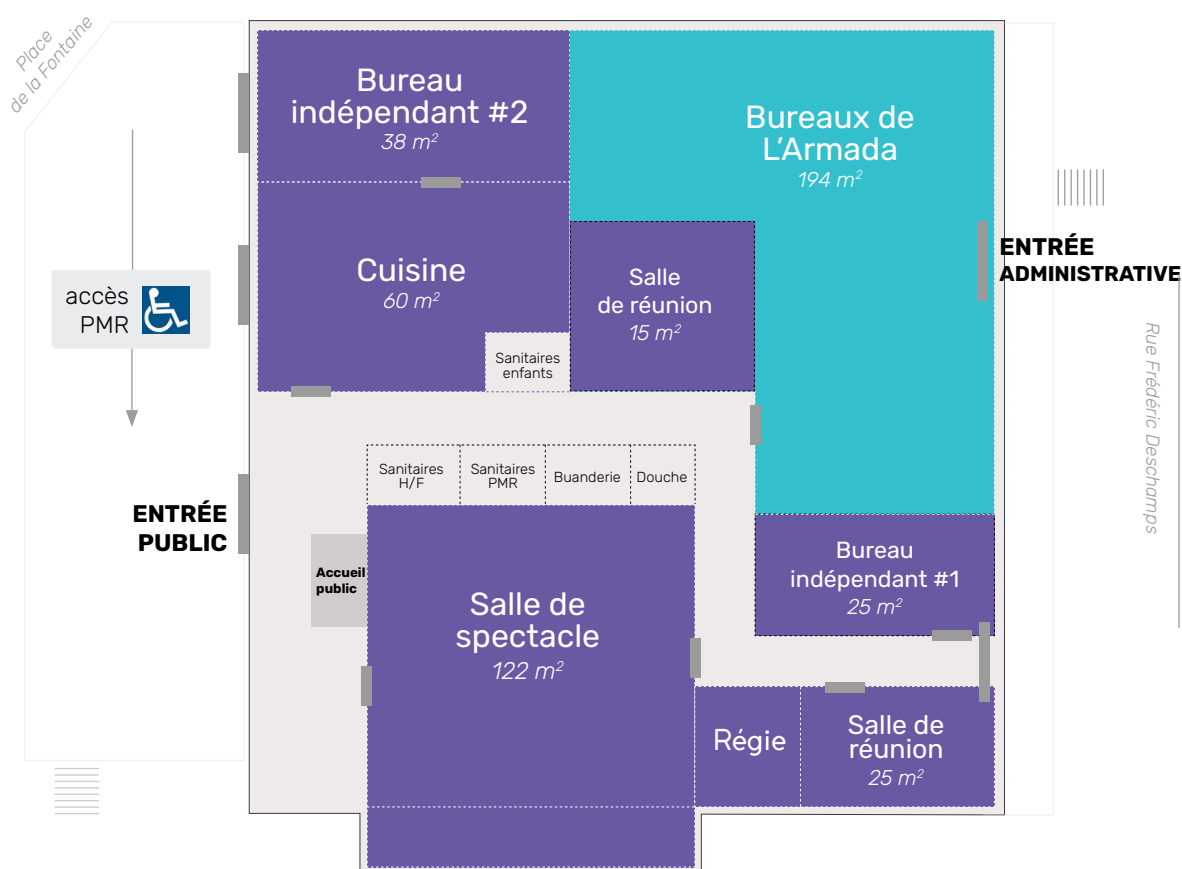 Place
de la Fontaine
Bureau
indépendant #2
38 m²
Bureaux de
L'Armada
194 m²
Cuisine
60 m²
Salle
de réunion
15 m²
ENTRÉE
ADMINISTRATIVE
accès
PMR
Sanitaires
enfants
Rue Frédéric Deschamps
Sanitaires
H/F
Sanitaires
PMR
Buanderie
Douche
ENTRÉE
PUBLIC
Accueil
public
Bureau
indépendant #1
25 m²
Salle de
spectacle
122 m²
Régie
Salle de
réunion
25 m²